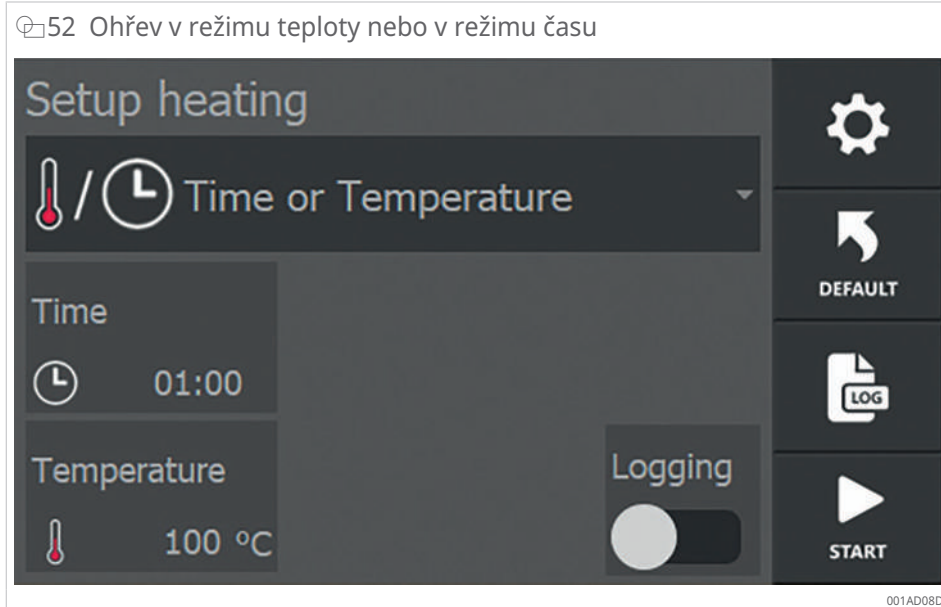 52 Ohřev v režimu teploty nebo v režimu času
Setup heating
/ Time or Temperature
DEFAULT
Time
01:00
LOG
Temperature
100 °C
Logging
START
001AD08D